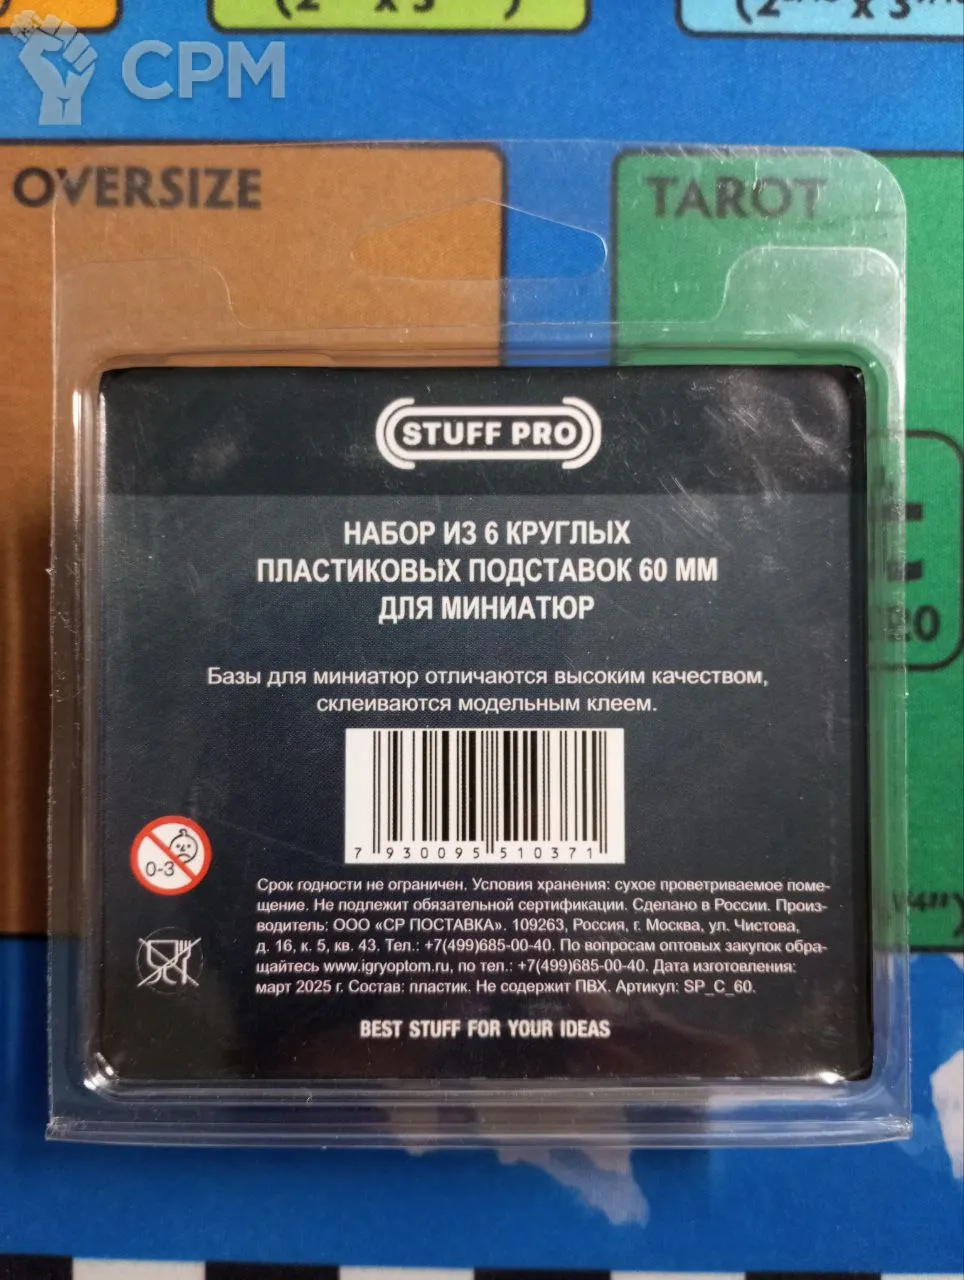 CPM
OVERSIZE
TAROT
STUFF PRO
НАБОР ИЗ 6 КРУГЛЫХ
ПЛАСТИКОВЫХ ПОДСТАВОК 60 ММ
ДЛЯ МИНИАТЮР
Базы для миниатюр отличаются высоким качеством,
склеиваются модельным клеем.
7 930095 510371
0-3
Срок годности не ограничен. Условия хранения: сухое проветриваемое поме-
щение. Не подлежит обязательной сертификации. Сделано в России. Произ-
водитель: ООО «СР ПОСТАВКА». 109263, Россия, г. Москва, ул. Чистова,
д. 16, к. 5, кв. 43. Тел.: +7(499)685-00-40. По вопросам оптовых закупок обра-
щайтесь www.igryoptom.ru, по тел.: +7(499)685-00-40. Дата изготовления:
март 2025 г. Состав: пластик. Не содержит ПВХ. Артикул: SP_C_60.
BEST STUFF FOR YOUR IDEAS